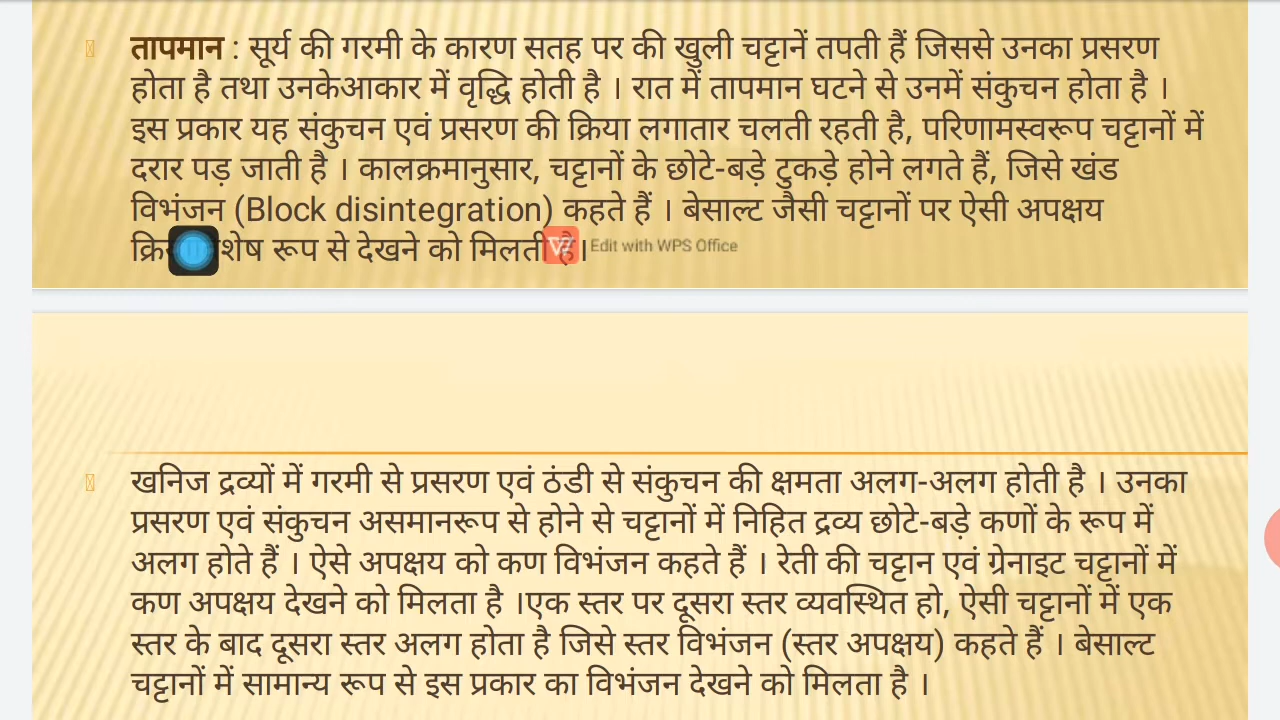 तापमान : सूर्य की गरमी के कारण सतह पर की खुली चट्टानें तपती हैं जिससे उनका प्रसरण
होता है तथा उनकेआकार में वृद्धि होती है । रात में तापमान घटने से उनमें संकुचन होता है ।
इस प्रकार यह संकुचन एवं प्रसरण की क्रिया लगातार चलती रहती है, परिणामस्वरूप चट्टानों में
दरार पड़ जाती है । कालक्रमानुसार, चट्टानों के छोटे-बड़े टुकड़े होने लगते हैं, जिसे खंड
विभंजन (Block disintegration) कहते हैं । बेसाल्ट जैसी चट्टानों पर ऐसी अपक्षय
रूप से देखने को मिलती है। Edit with WPS Office
खनिज द्रव्यों में गरमी से प्रसरण एवं ठंडी से संकुचन की क्षमता अलग-अलग होती है । उनका
प्रसरण एवं संकुचन असमानरूप से होने से चट्टानों में निहित द्रव्य छोटे-बड़े कणों के रूप में
अलग होते हैं । ऐसे अपक्षय को कण विभंजन कहते हैं । रेती की चट्टान एवं ग्रेनाइट चट्टानों में
कण अपक्षय देखने को मिलता है ।एक स्तर पर दूसरा स्तर व्यवस्थित हो, ऐसी चट्टानों में एक
स्तर के बाद दूसरा स्तर अलग होता है जिसे स्तर विभंजन (स्तर अपक्षय) कहते हैं । बेसाल्ट
चट्टानों में सामान्य रूप से इस प्रकार का विभंजन देखने को मिलता है ।